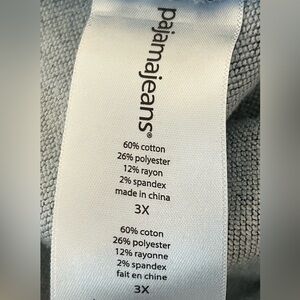 pajamajeans®
60% cotton
26% polyester
12% rayon
2% spandex
made in china
3X
60% coton
26% polyester
12% rayonne
2% spandex
fait en chine
3X